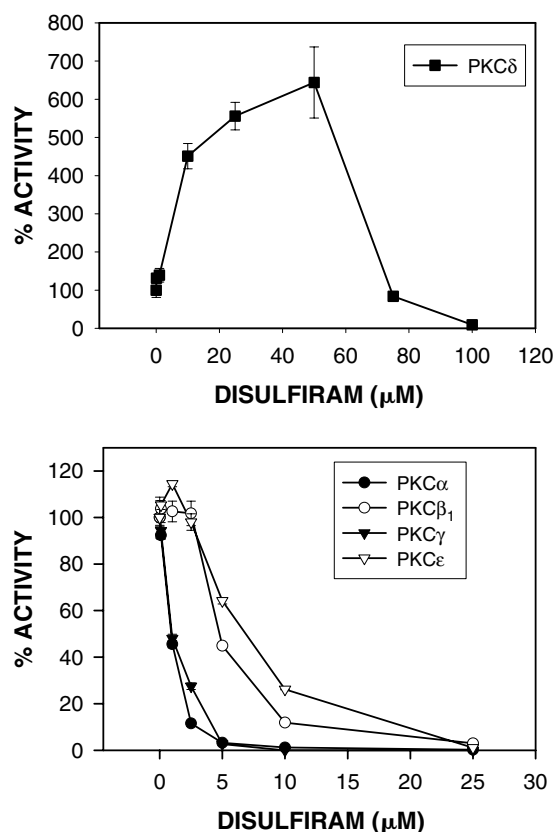 800
700
600
500
400
300
200
100
0
% ACTIVITY
PKCδ
0 20 40 60 80 100 120
DISULFIRAM (μM)
120
100
80
60
40
20
0
% ACTIVITY
PKCα
PKCβ₁
PKCγ
PKCε
0 5 10 15 20 25 30
DISULFIRAM (μM)